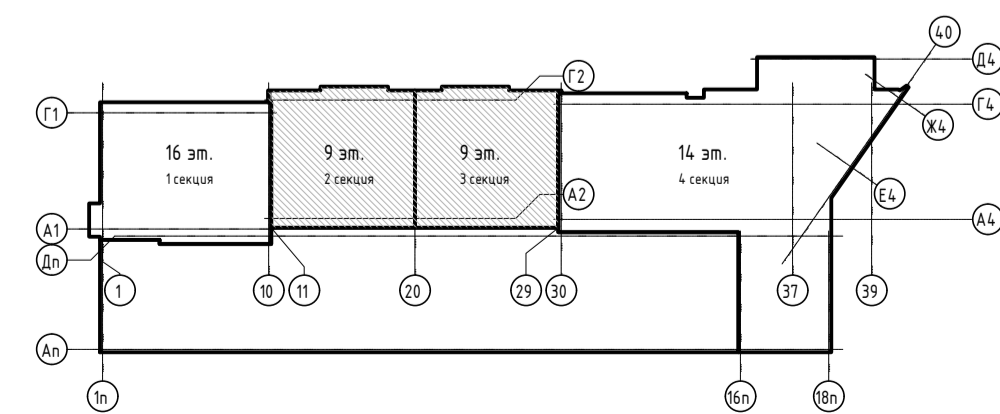 40
Д4
Г2
Г1
Г4
Ж4
16 эт.
1 секция
9 эт.
2 секция
9 эт.
3 секция
14 эт.
4 секция
А2
Е4
А1
А4
Дп
1
10
11
20
29
30
37
39
Ап
1п
16п
18п